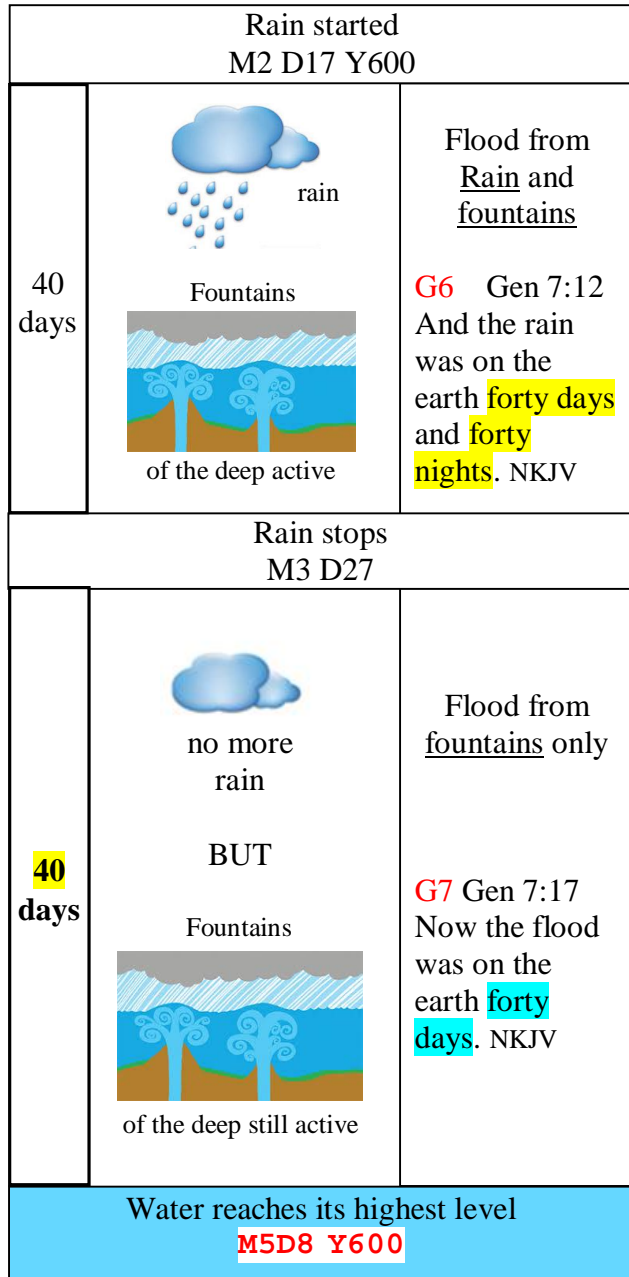 Rain started
M2 D17 Y600
40
days
rain
Fountains
of the deep active
Flood from
Rain and
fountains
G6 Gen 7:12
And the rain
was on the
earth forty days
and forty
nights. NKJV
Rain stops
M3 D27
40
days
no more
rain
BUT
Fountains
of the deep still active
Flood from
fountains only
G7 Gen 7:17
Now the flood
was on the
earth forty
days. NKJV
Water reaches its highest level
M5D8 Y600